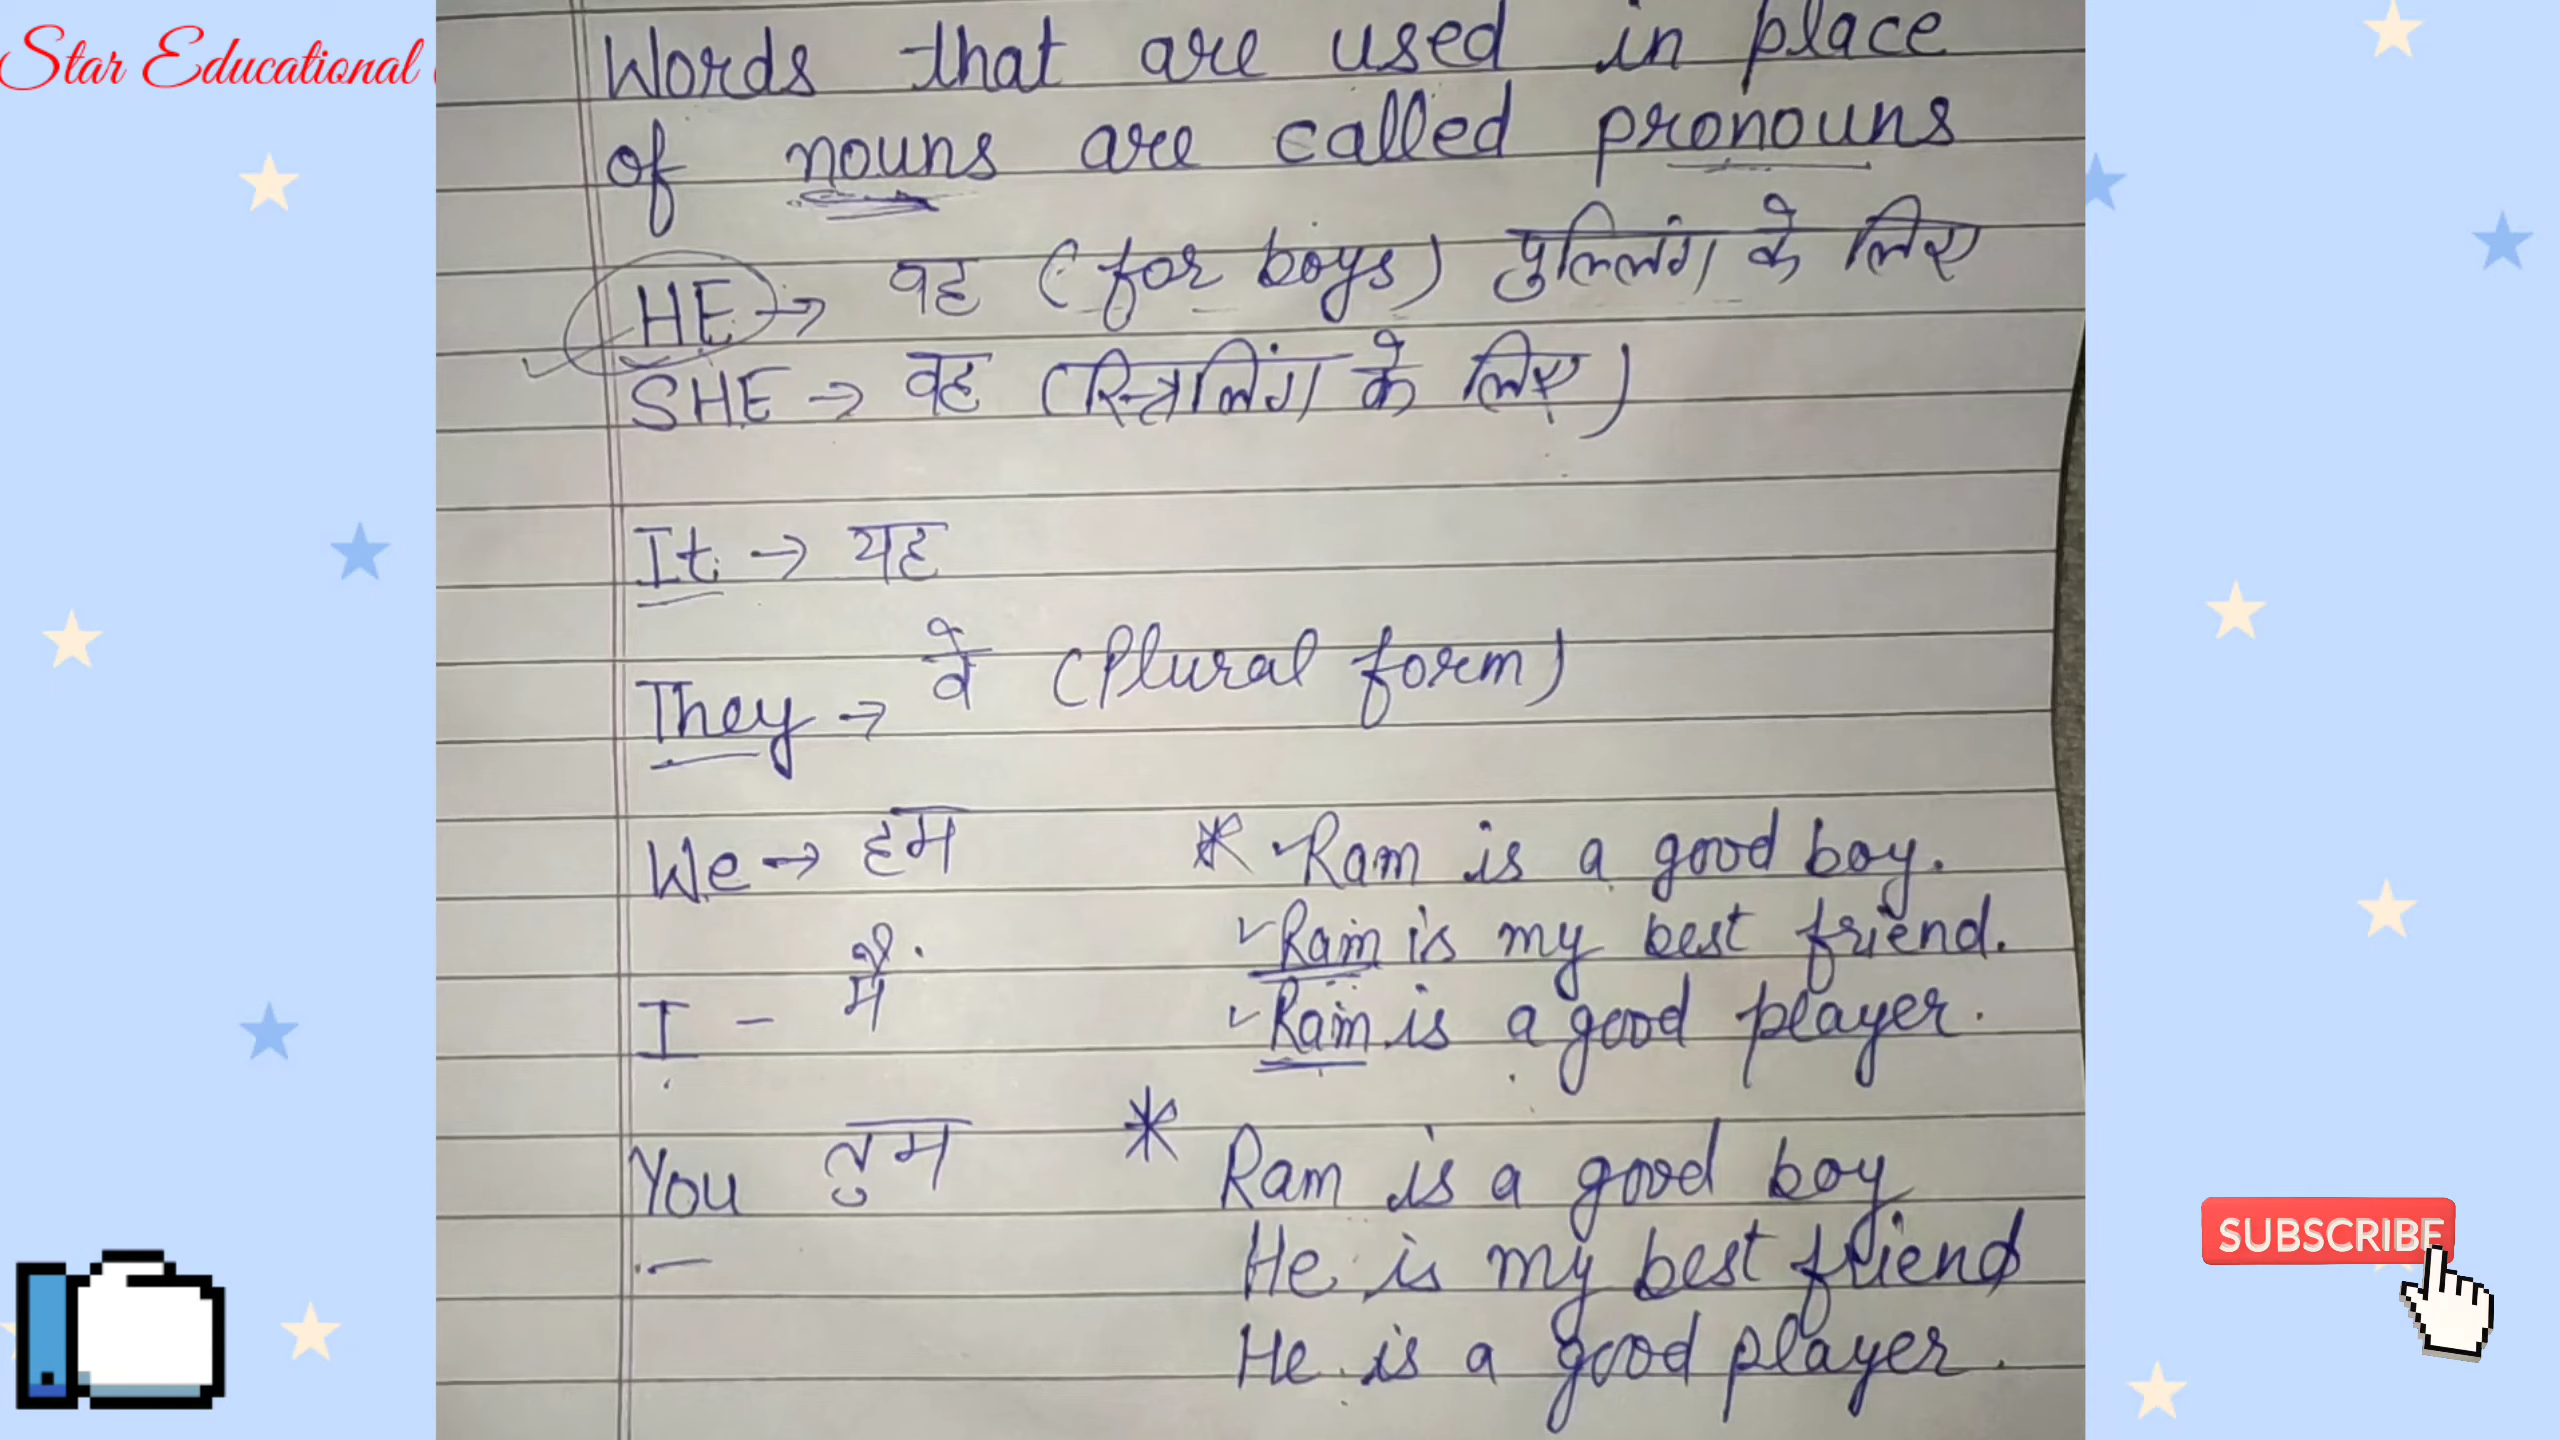 Star Educational
Words that are used in place
of nouns are called pronouns
HE → वह (for boys) पुल्लिंग के लिए
SHE → वह (स्त्रिलिंग के लिए)
It → यह
They → वे (Plural form)
We → हम
* Ram is a good boy.
Ram is my best friend.
I - मैं
Ram is a good player.
You तुम
* Ram is a good boy
He is my best friend
He is a good player.
SUBSCRIBE